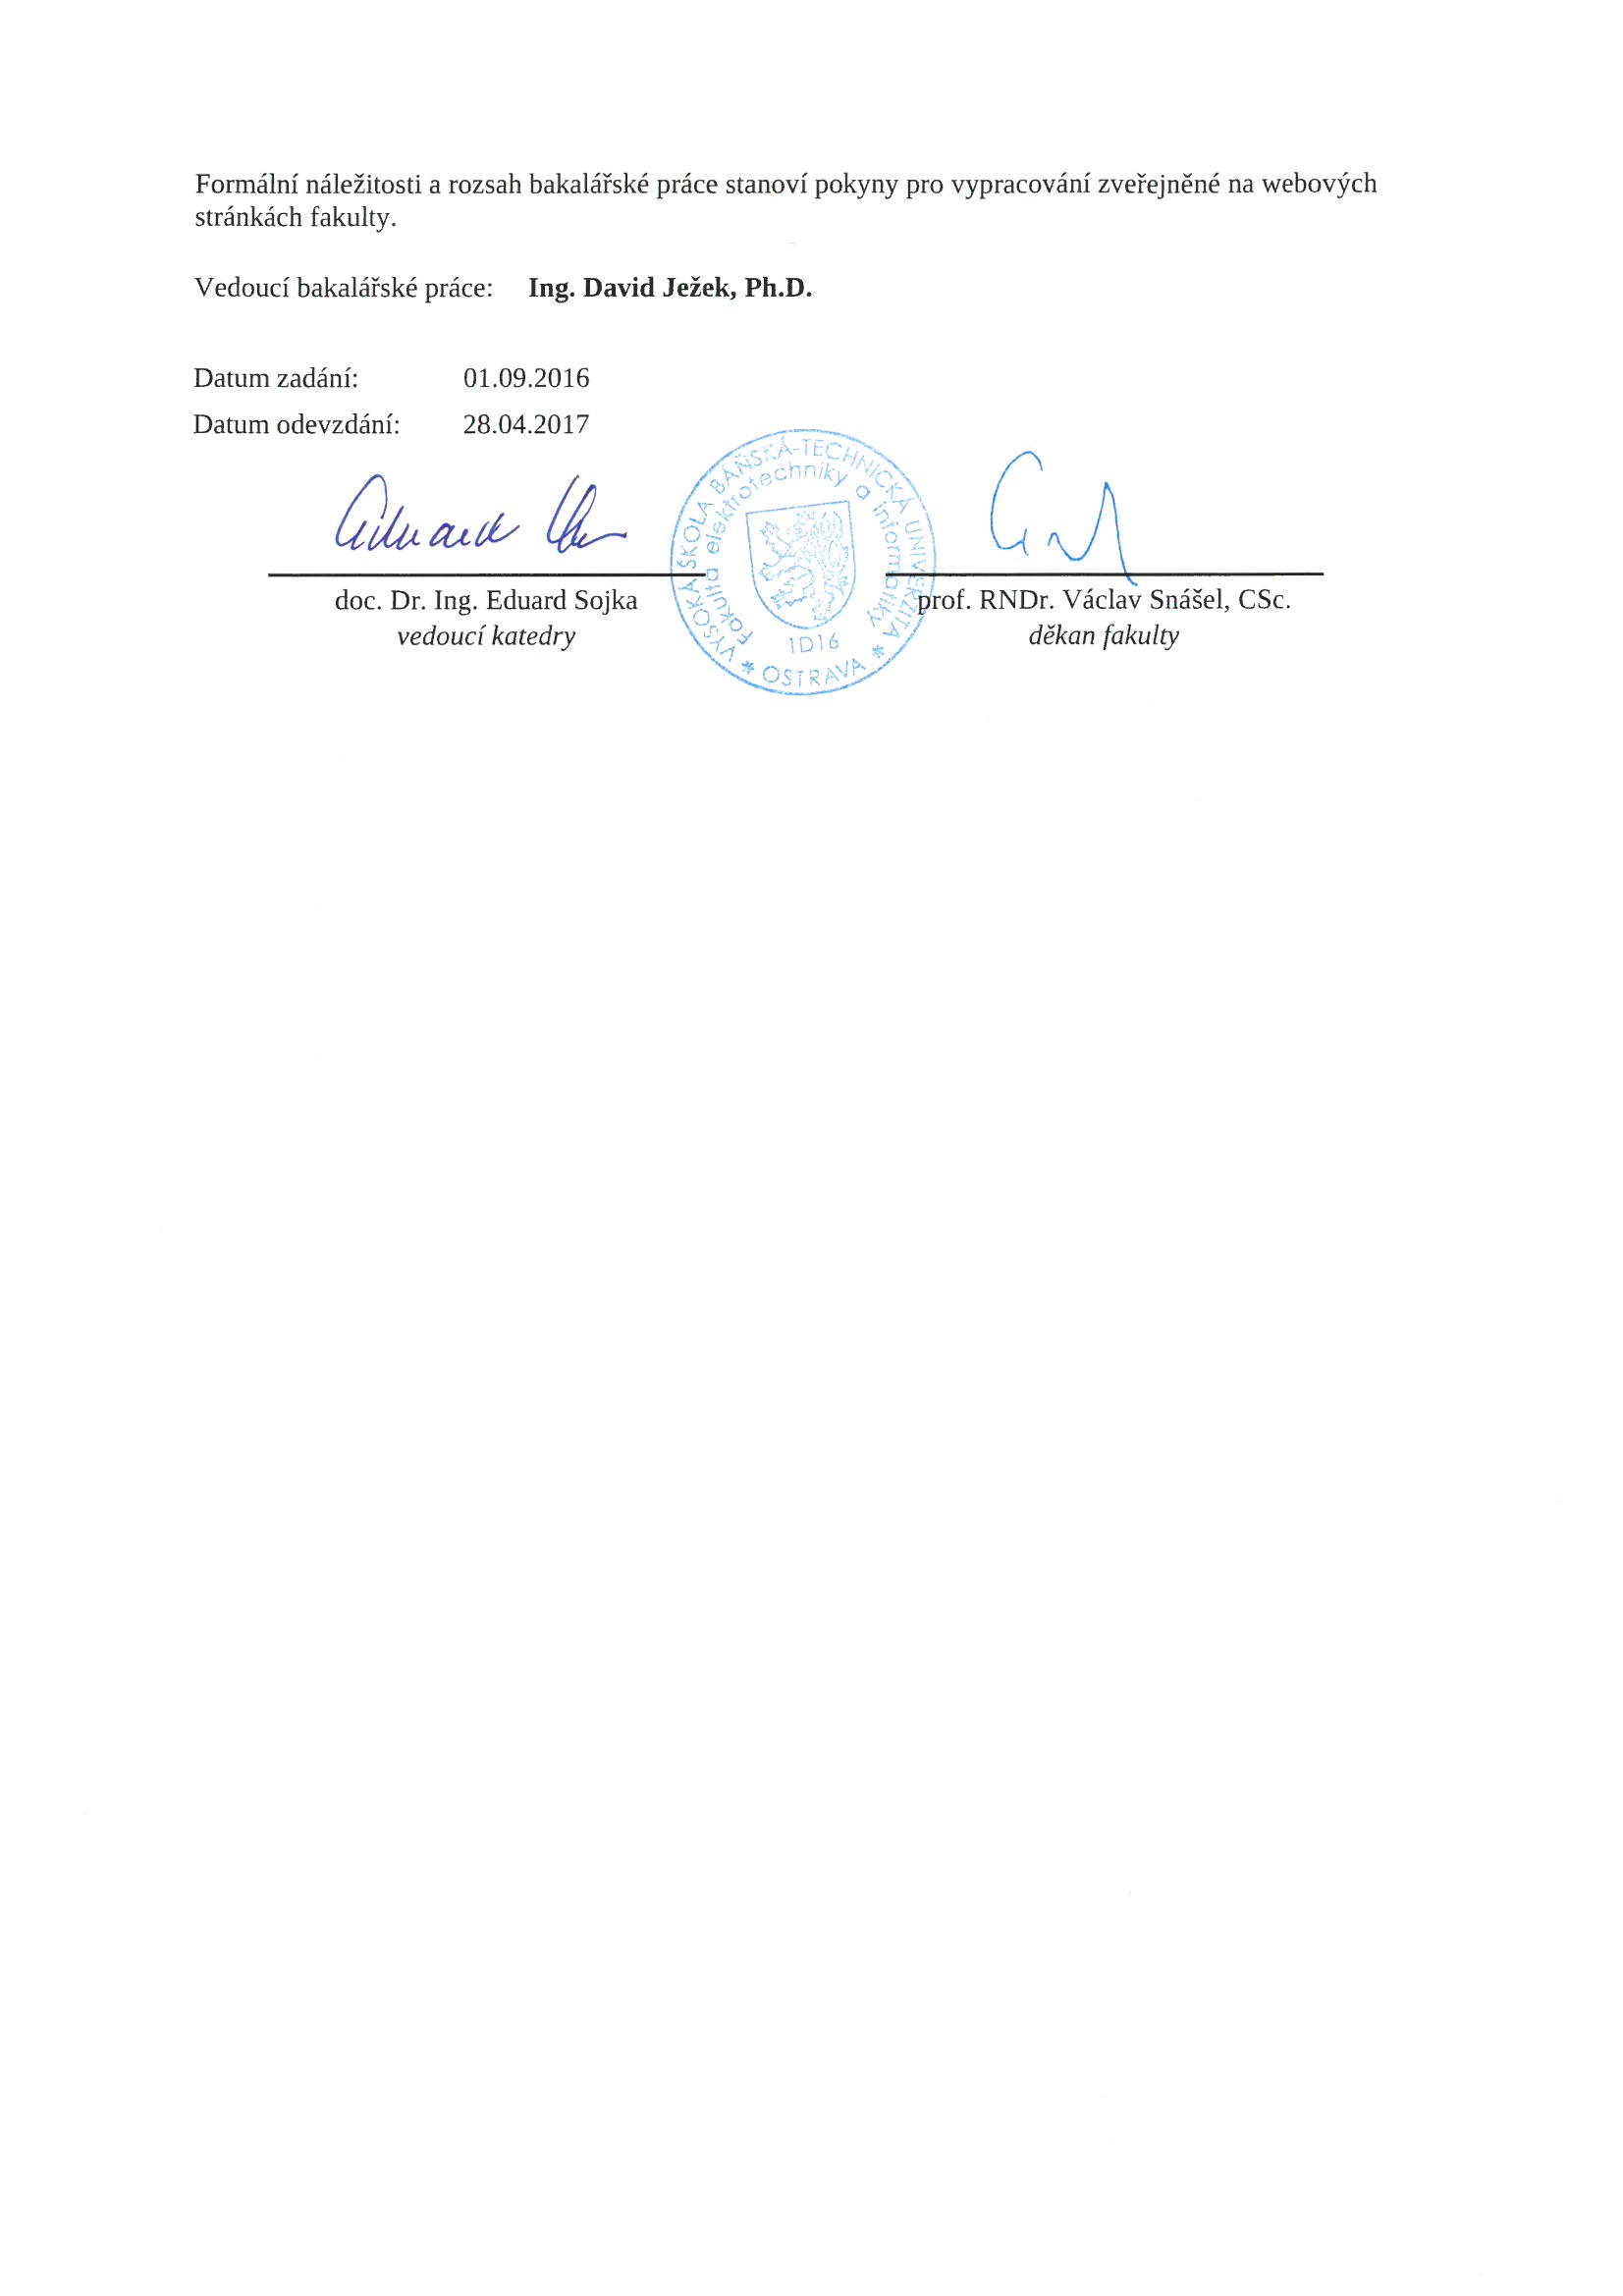 Formální náležitosti a rozsah bakalářské práce stanoví pokyny pro vypracování zveřejněné na webových
stránkách fakulty.
Vedoucí bakalářské práce: Ing. David Ježek, Ph.D.
Datum zadání: 01.09.2016
Datum odevzdání: 28.04.2017
VYSOKÁ ŠKOLA BÁŇSKÁ-TECHNICKÁ UNIVERZITA * OSTRAVA *
Fakulta elektrotechniky a informatiky
1D16
Eduard
doc. Dr. Ing. Eduard Sojka
vedoucí katedry
prof. RNDr. Václav Snášel, CSc.
děkan fakulty